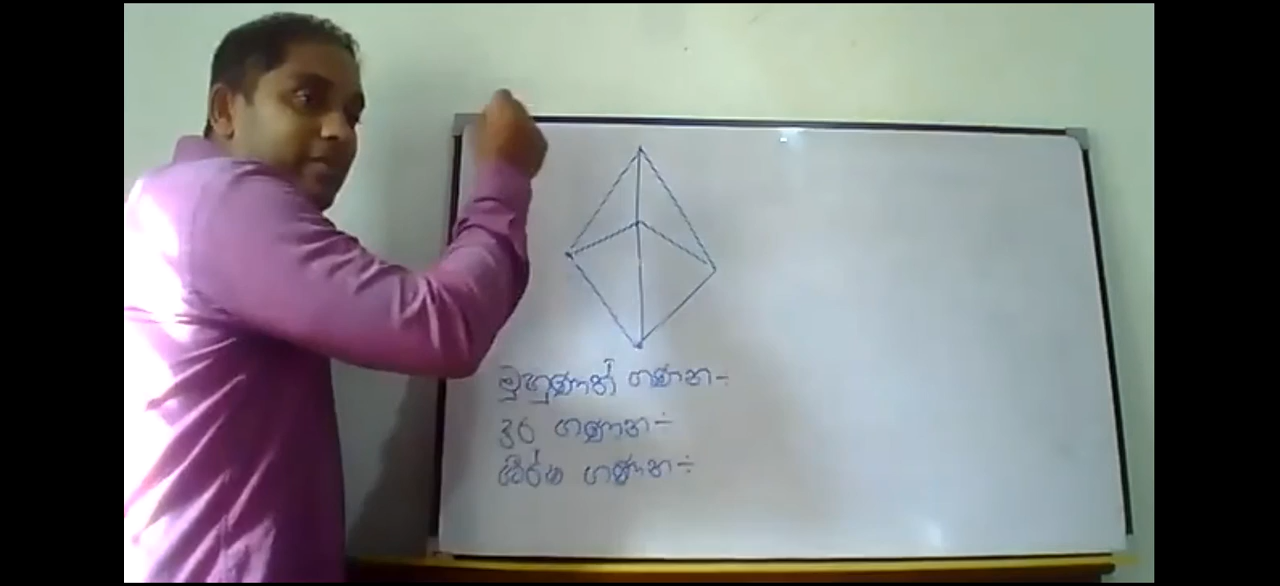 මුහුණත් ගණන :-
දාර ගණන :-
ශීර්ෂ ගණන :-